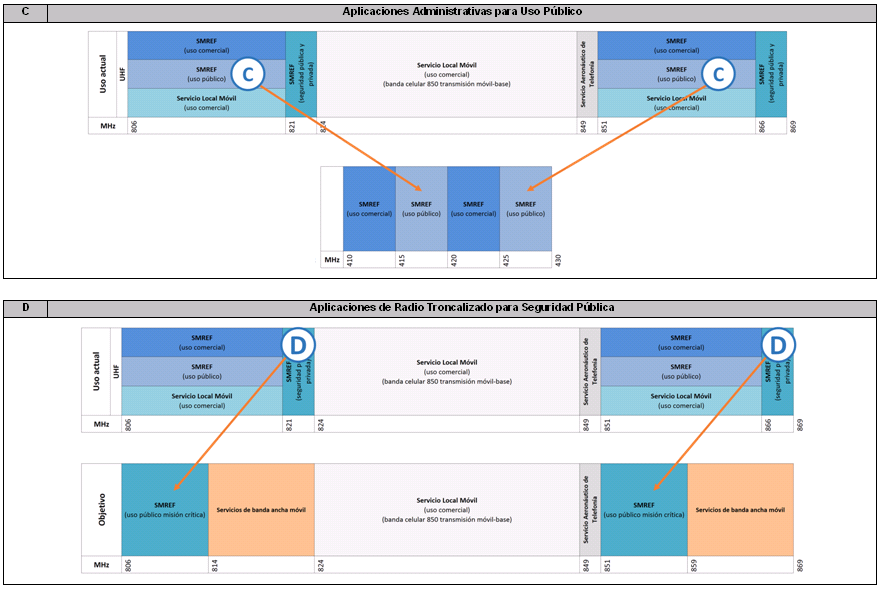 C
Aplicaciones Administrativas para Uso Público
Uso actual
UHF
SMREF
(uso comercial)
SMREF
(uso público)
C
Servicio Local Móvil
(uso comercial)
SMREF
(seguridad pública y
privada)
Servicio Local Móvil
(uso comercial)
(banda celular 850 transmisión móvil-base)
Servicio Aeronáutico de
Telefonía
SMREF
(uso comercial)
SMREF
(uso público)
C
Servicio Local Móvil
(uso comercial)
SMREF
(seguridad pública y
privada)
MHz
806
821
824
849
851
866
869
SMREF
(uso comercial)
SMREF
(uso público)
SMREF
(uso comercial)
SMREF
(uso público)
MHz
410
415
420
425
430
D
Aplicaciones de Radio Troncalizado para Seguridad Pública
Uso actual
UHF
SMREF
(uso comercial)
SMREF
(uso público)
Servicio Local Móvil
(uso comercial)
D
SMREF
(seguridad
privada)
Servicio Local Móvil
(uso comercial)
(banda celular 850 transmisión móvil-base)
Servicio Aeronáutico de
Telefonía
SMREF
(uso comercial)
SMREF
(uso público)
Servicio Local Móvil
(uso comercial)
D
SMREF
(seguridad
privada)
MHz
806
821
824
849
851
866
869
Objetivo
SMREF
(uso público misión crítica)
Servicios de banda ancha móvil
Servicio Local Móvil
(uso comercial)
(banda celular 850 transmisión móvil-base)
Servicio Aeronáutico de
Telefonía
SMREF
(uso público misión crítica)
Servicios de banda ancha móvil
MHz
806
814
824
849
851
859
869